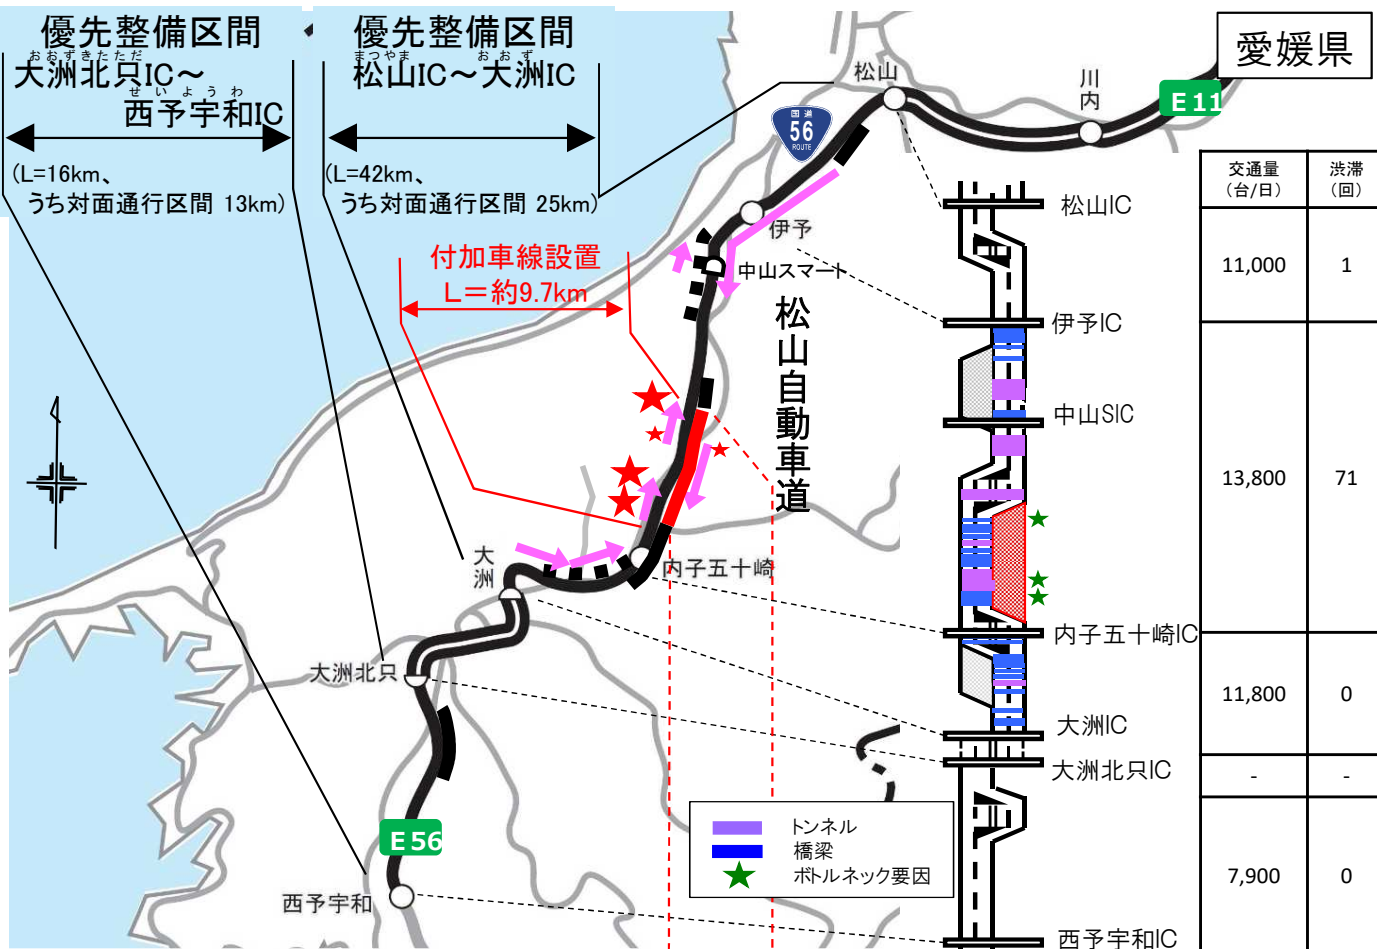 優先整備区間
おおずきただ
大洲北只IC～
せいようわ
西予宇和IC
(L=16km、
うち対面通行区間 13km)
優先整備区間
まつやま おおず
松山IC～大洲IC
(L=42km、
うち対面通行区間 25km)
愛媛県
松山
川内
E11
国道
56
ROUTE
伊予
中山スマート
付加車線設置
L＝約9.7km
松山自動車道
大洲
内子五十崎
大洲北只
E56
西予宇和
トンネル
橋梁
ボトルネック要因
松山IC
伊予IC
中山SIC
内子五十崎IC
大洲IC
大洲北只IC
西予宇和IC
交通量 渋滞
（台/日） （回）
11,000 1
13,800 71
11,800 0
- -
7,900 0